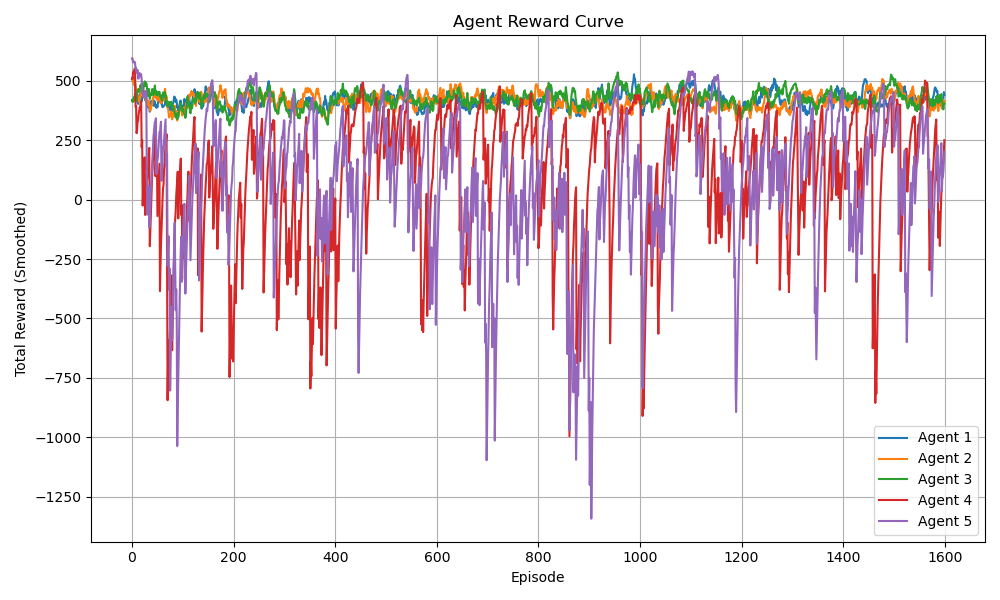 Agent Reward Curve
Total Reward (Smoothed)
500
250
0
−250
−500
−750
−1000
−1250
Agent 1
Agent 2
Agent 3
Agent 4
Agent 5
0 200 400 600 800 1000 1200 1400 1600
Episode